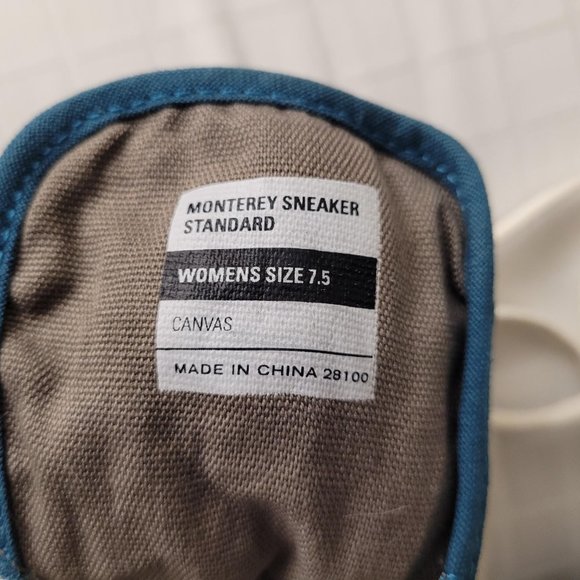 MONTEREY SNEAKER
STANDARD
WOMENS SIZE 7.5
CANVAS
MADE IN CHINA 28100